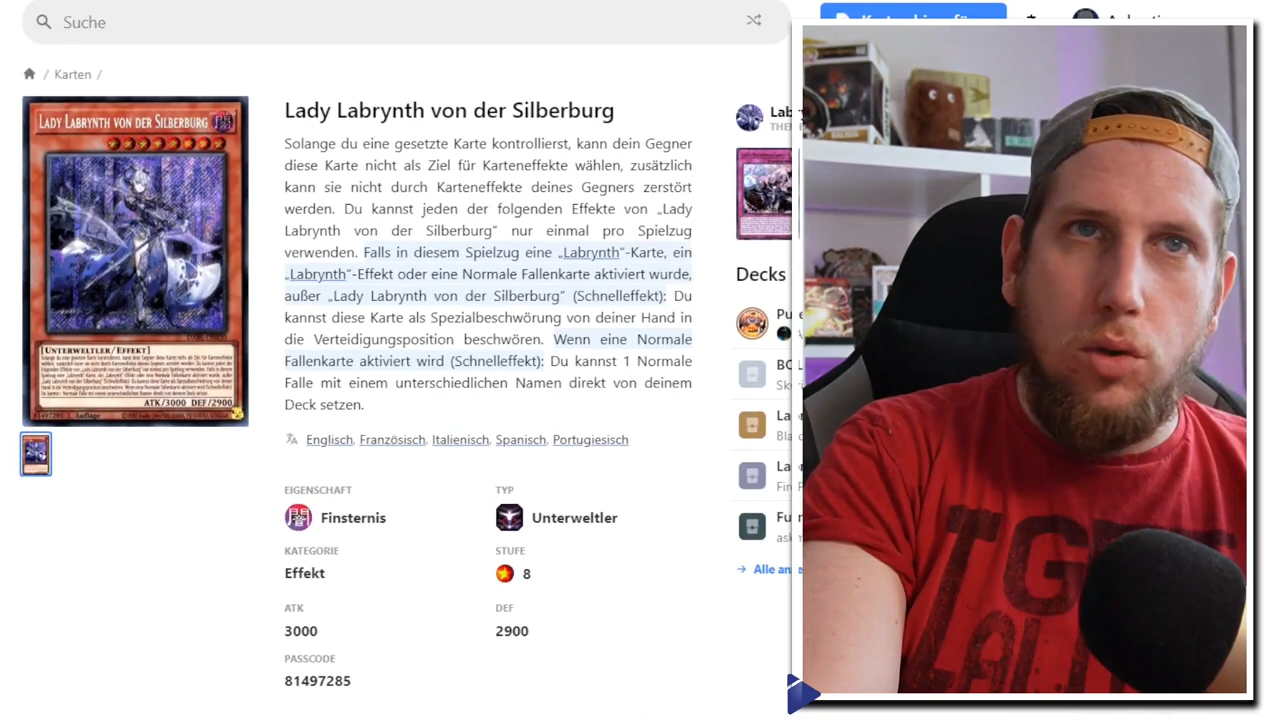 Suche
Karten /
LADY LABRYNTH VON DER SILBERBURG
[UNTERWELTLER/EFFEKT]
ATK/3000 DEF/2900
81497285 1. Auflage
Lady Labrynth von der Silberburg
Solange du eine gesetzte Karte kontrollierst, kann dein Gegner
diese Karte nicht als Ziel für Karteneffekte wählen, zusätzlich
kann sie nicht durch Karteneffekte deines Gegners zerstört
werden. Du kannst jeden der folgenden Effekte von „Lady
Labrynth von der Silberburg“ nur einmal pro Spielzug
verwenden. Falls in diesem Spielzug eine „Labrynth“-Karte, ein
„Labrynth“-Effekt oder eine Normale Fallenkarte aktiviert wurde,
außer „Lady Labrynth von der Silberburg“ (Schnelleffekt): Du
kannst diese Karte als Spezialbeschwörung von deiner Hand in
die Verteidigungsposition beschwören. Wenn eine Normale
Fallenkarte aktiviert wird (Schnelleffekt): Du kannst 1 Normale
Falle mit einem unterschiedlichen Namen direkt von deinem
Deck setzen.
Englisch, Französisch, Italienisch, Spanisch, Portugiesisch
EIGENSCHAFT
Finsternis
TYP
Unterweltler
KATEGORIE
Effekt
STUFE
8
ATK
3000
DEF
2900
PASSCODE
81497285
Decks